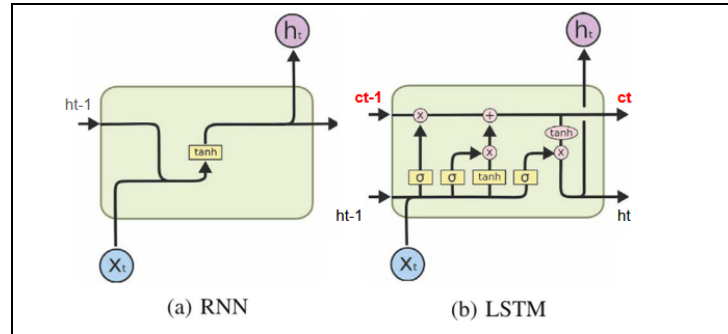 hₜ
ht-1
tanh
Xₜ
(a) RNN
hₜ
ct-1
x
+
ct
tanh
x
x
σ
σ
tanh
σ
ht-1
ht
Xₜ
(b) LSTM